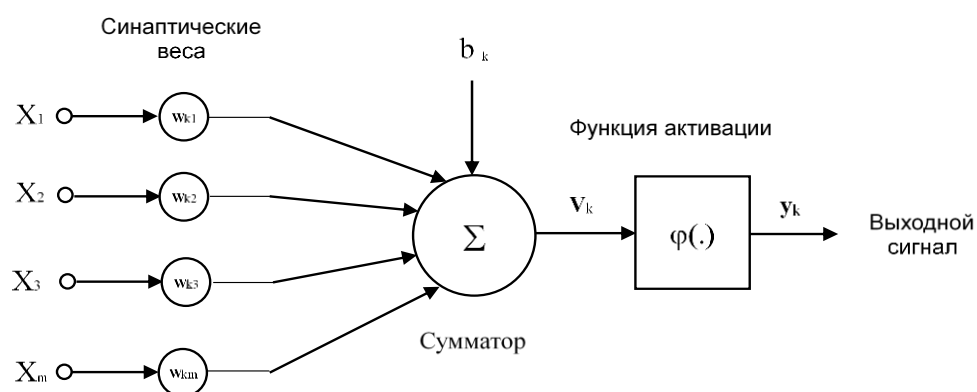 Синаптические
веса
b k
X1 wk1
Функция активации
X2 wk2
Σ
vk
φ(.)
yk
Выходной
сигнал
X3 wk3
Сумматор
Xm wkm